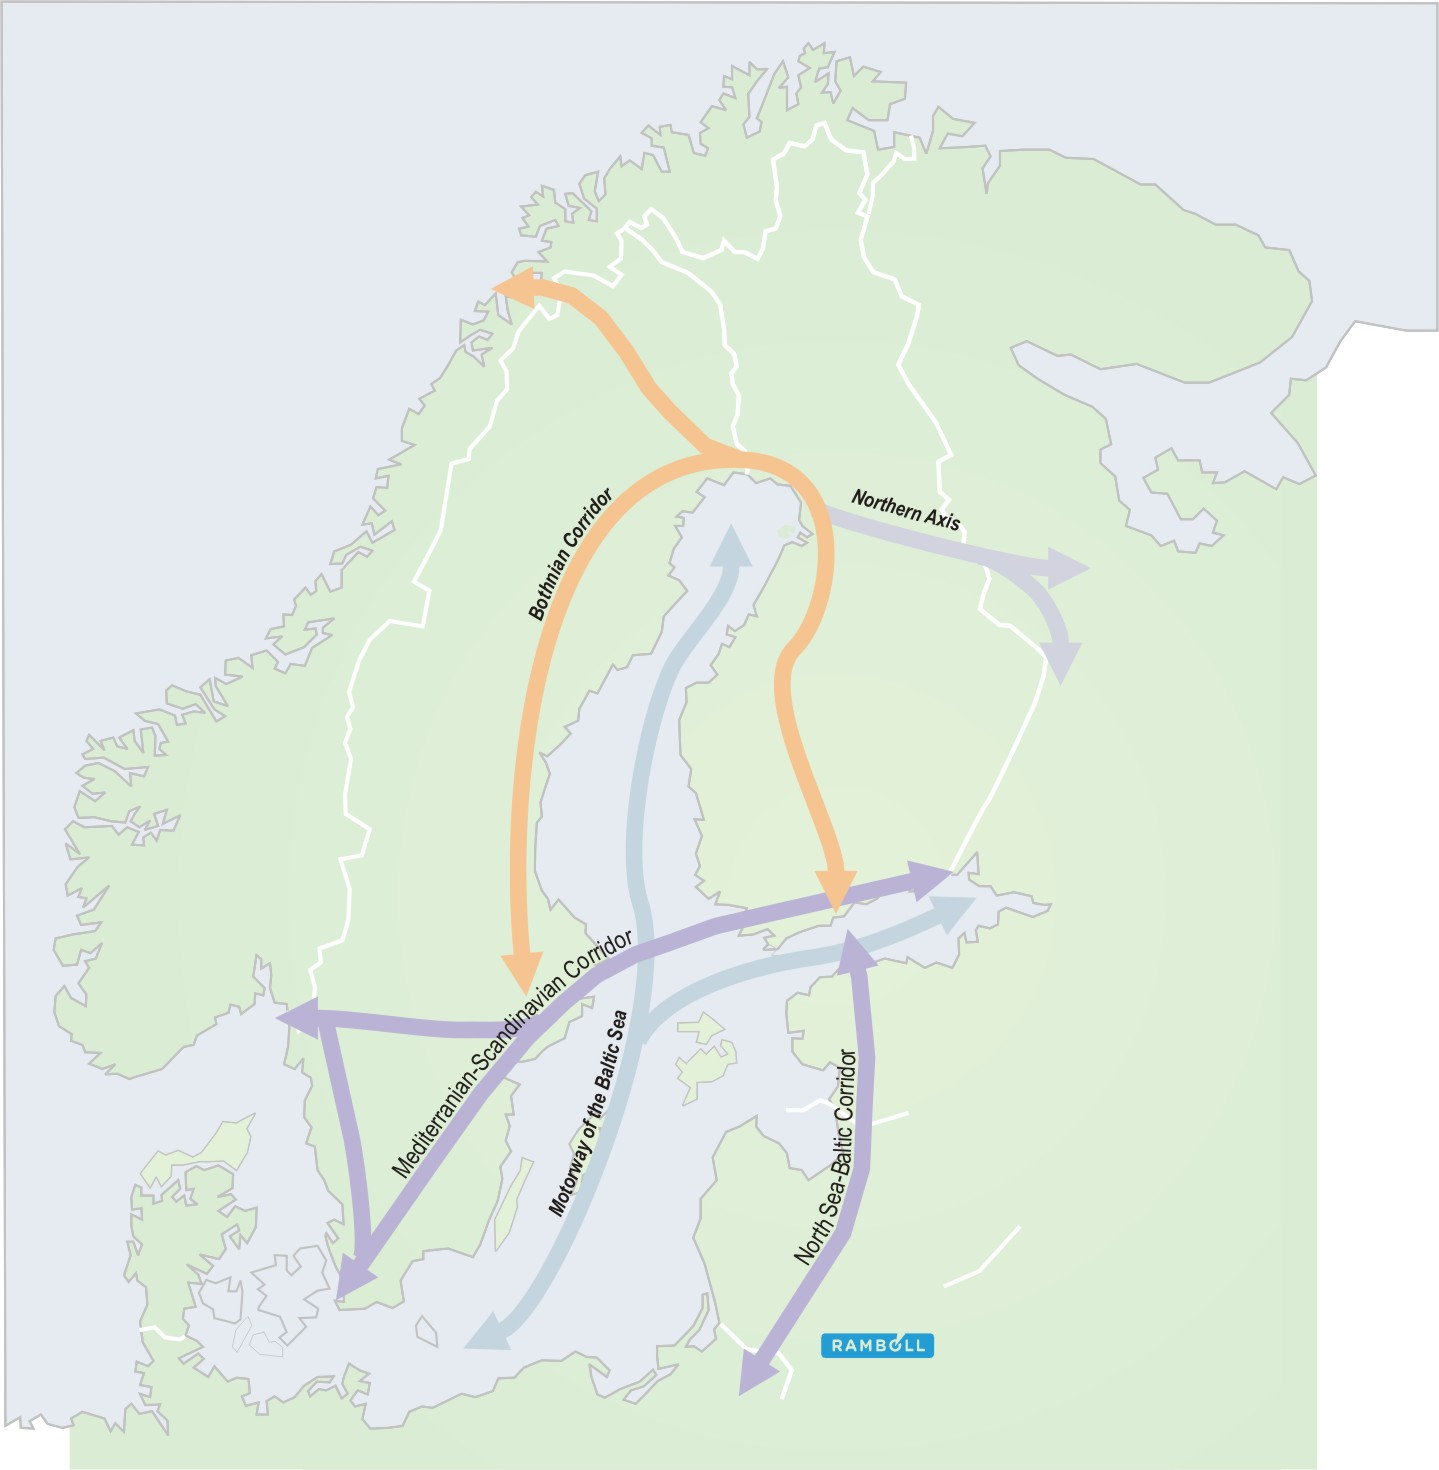 Northern Axis
Bothnian Corridor
Mediterranian-Scandinavian Corridor
Motorway of the Baltic Sea
North Sea-Baltic Corridor
RAMBOLL